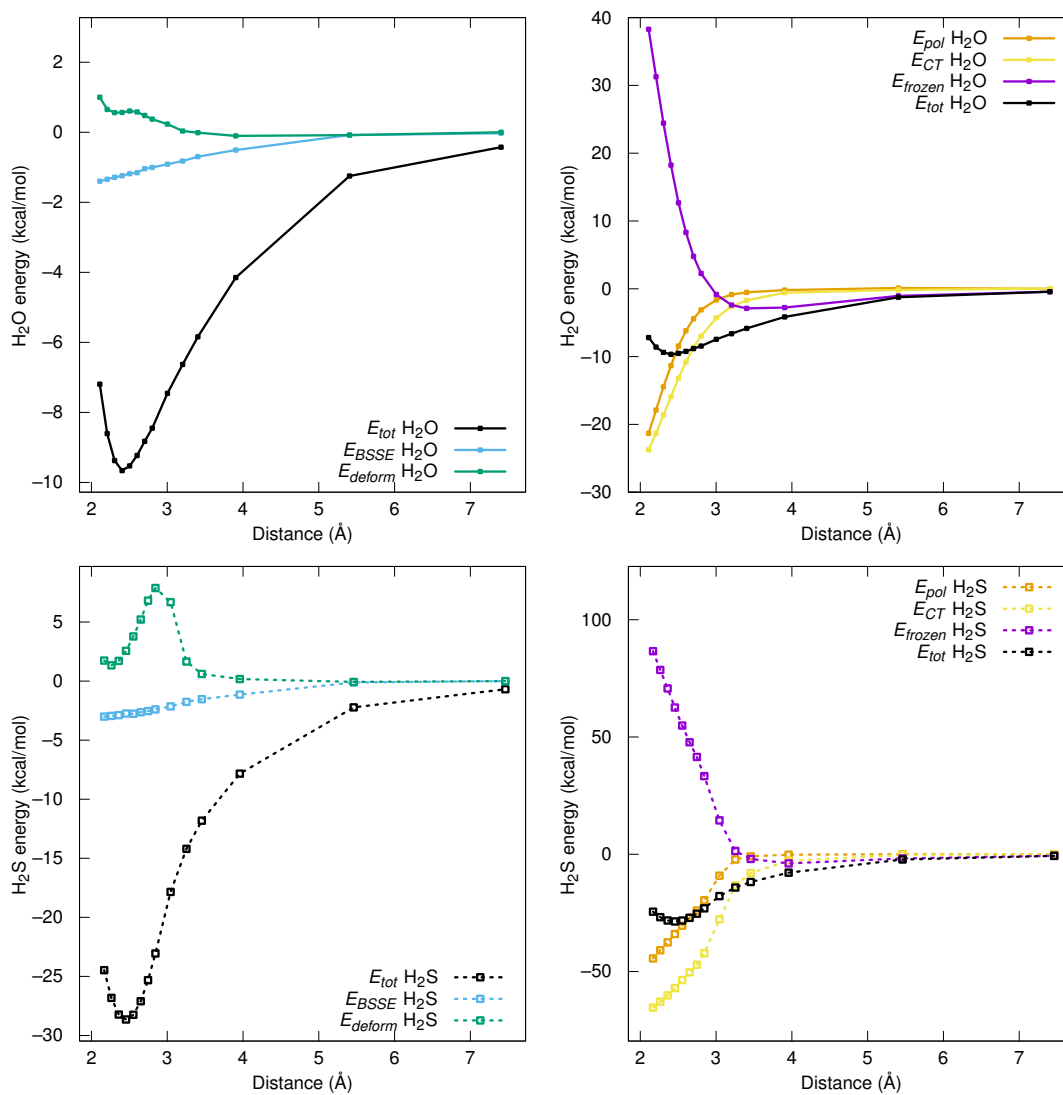 2
0
−2
−4
−6
−8
−10
2 3 4 5 6 7
H₂O energy (kcal/mol)
Distance (Å)
E_tot H₂O
E_BSSE H₂O
E_deform H₂O
40
30
20
10
0
−10
−20
−30
2 3 4 5 6 7
H₂O energy (kcal/mol)
Distance (Å)
E_pol H₂O
E_CT H₂O
E_frozen H₂O
E_tot H₂O
5
0
−5
−10
−15
−20
−25
−30
2 3 4 5 6 7
H₂S energy (kcal/mol)
Distance (Å)
E_tot H₂S
E_BSSE H₂S
E_deform H₂S
100
50
0
−50
2 3 4 5 6 7
H₂S energy (kcal/mol)
Distance (Å)
E_pol H₂S
E_CT H₂S
E_frozen H₂S
E_tot H₂S